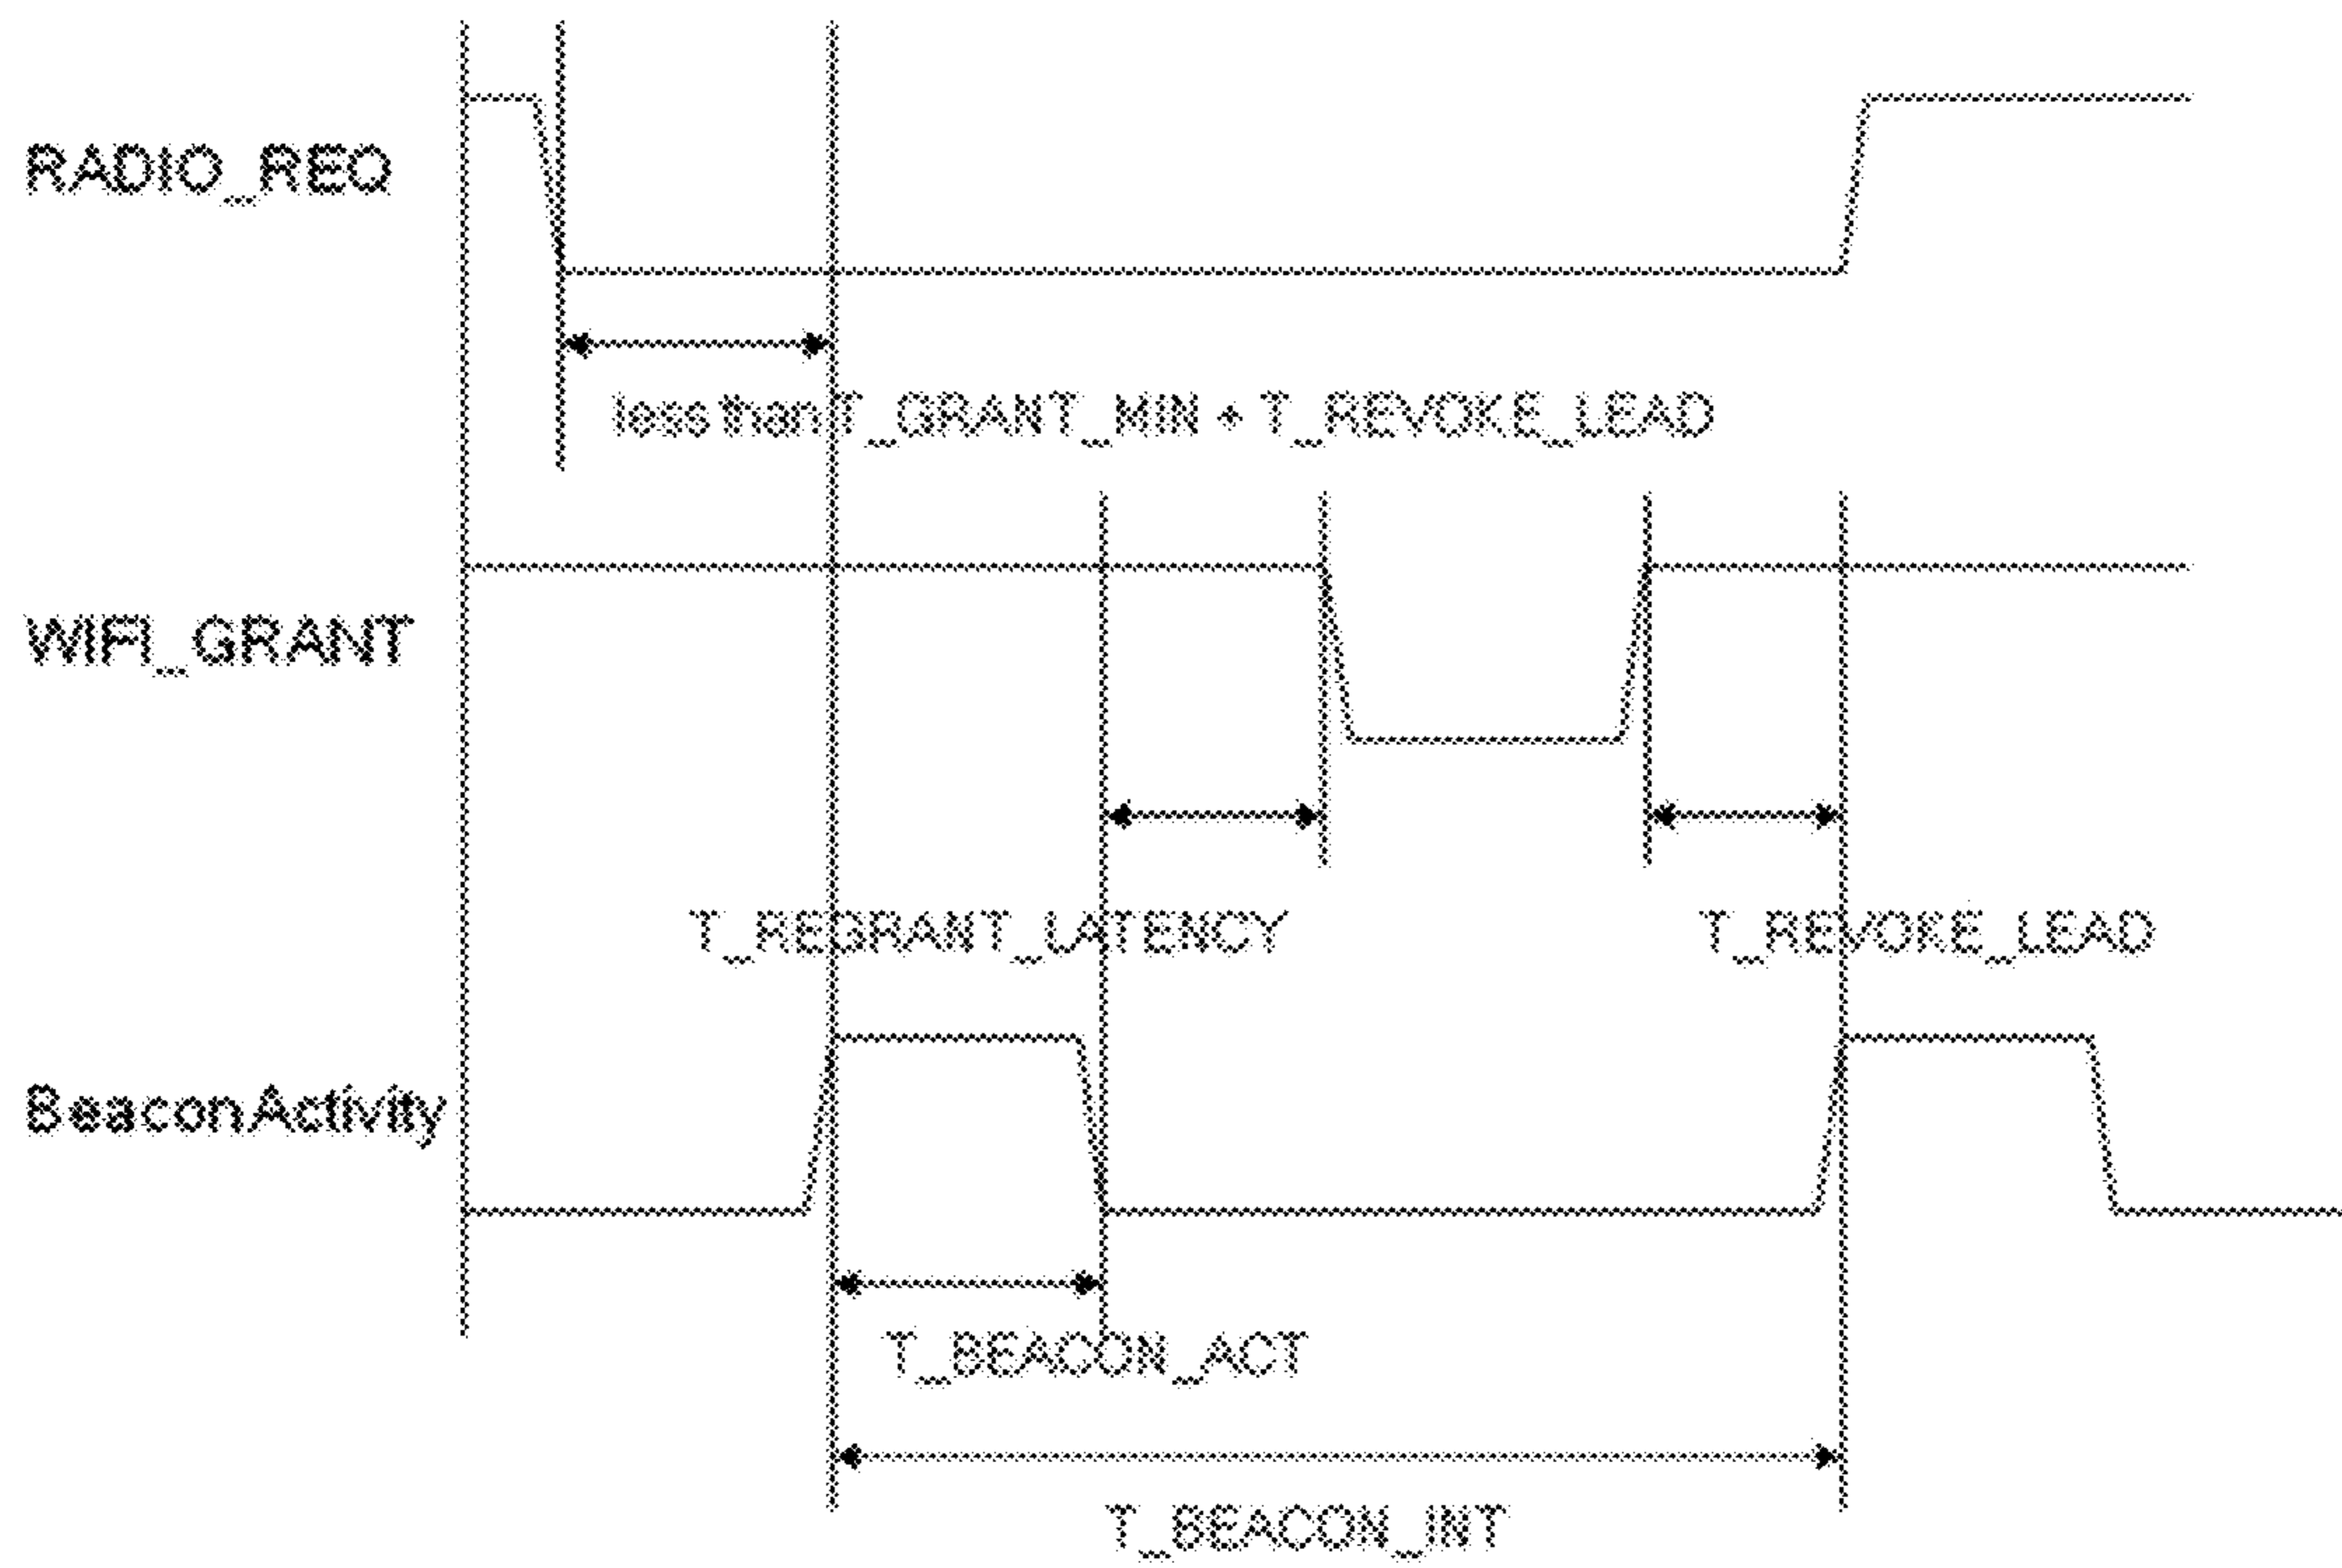 RADIO_REQ
less than T_GRANT_MIN + T_REVOKE_LEAD
WIFI_GRANT
T_REGRANT_LATENCY
T_REVOKE_LEAD
BeaconActivity
T_BEACON_ACT
T_BEACON_INT